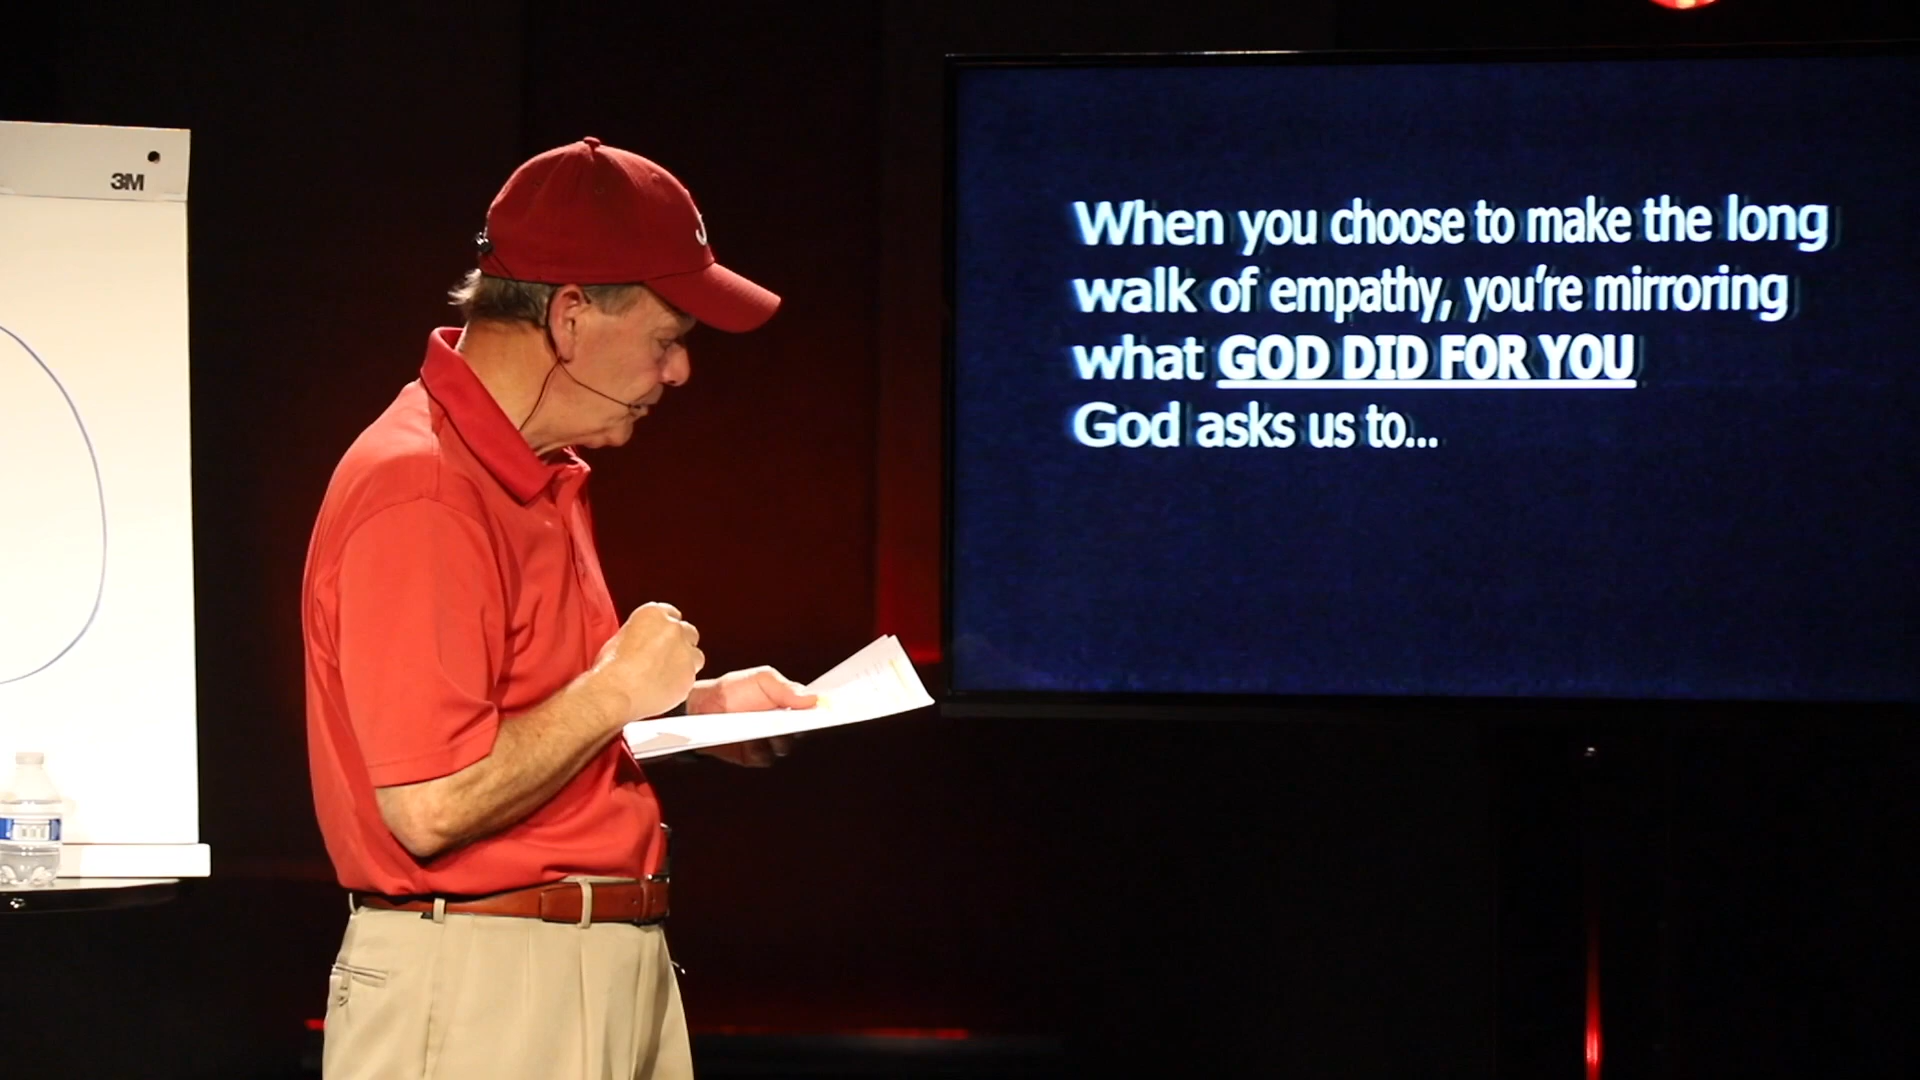 3M
When you choose to make the long
walk of empathy, you're mirroring
what GOD DID FOR YOU
God asks us to...